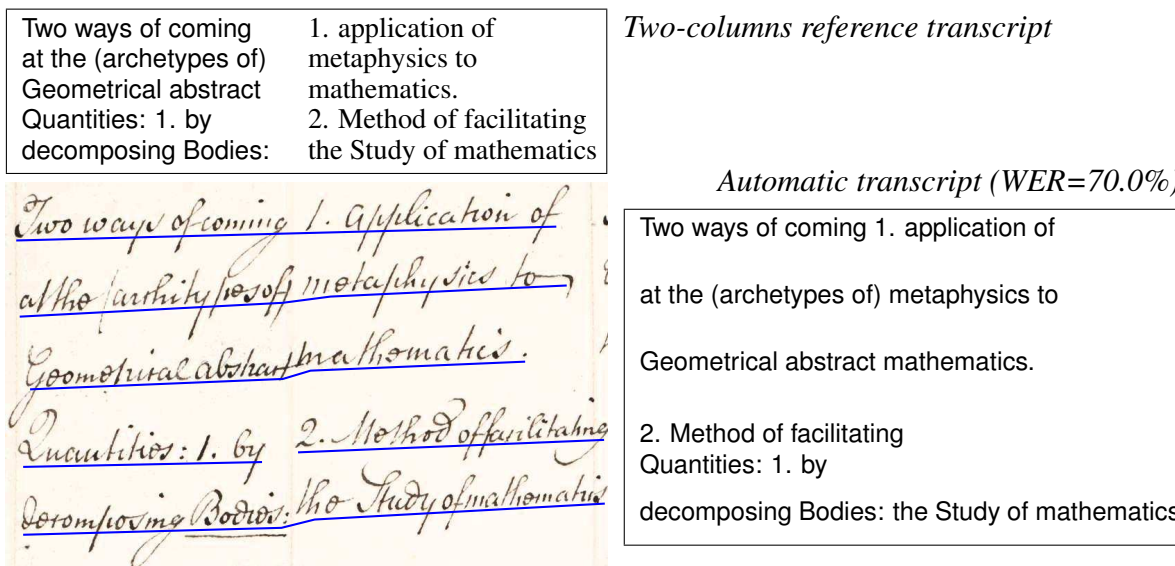 Two ways of coming
at the (archetypes of)
Geometrical abstract
Quantities: 1. by
decomposing Bodies:
1. application of
metaphysics to
mathematics.
2. Method of facilitating
the Study of mathematics
Two-columns reference transcript
Two ways of coming
at the (archetypes of)
Geometrical abstract
Quantities: 1. by
decomposing Bodies:
1. Application of
metaphysics to
mathematics.
2. Method of facilitating
the Study of mathematics
Automatic transcript (WER=70.0%)
Two ways of coming 1. application of
at the (archetypes of) metaphysics to
Geometrical abstract mathematics.
2. Method of facilitating
Quantities: 1. by
decomposing Bodies: the Study of mathematics